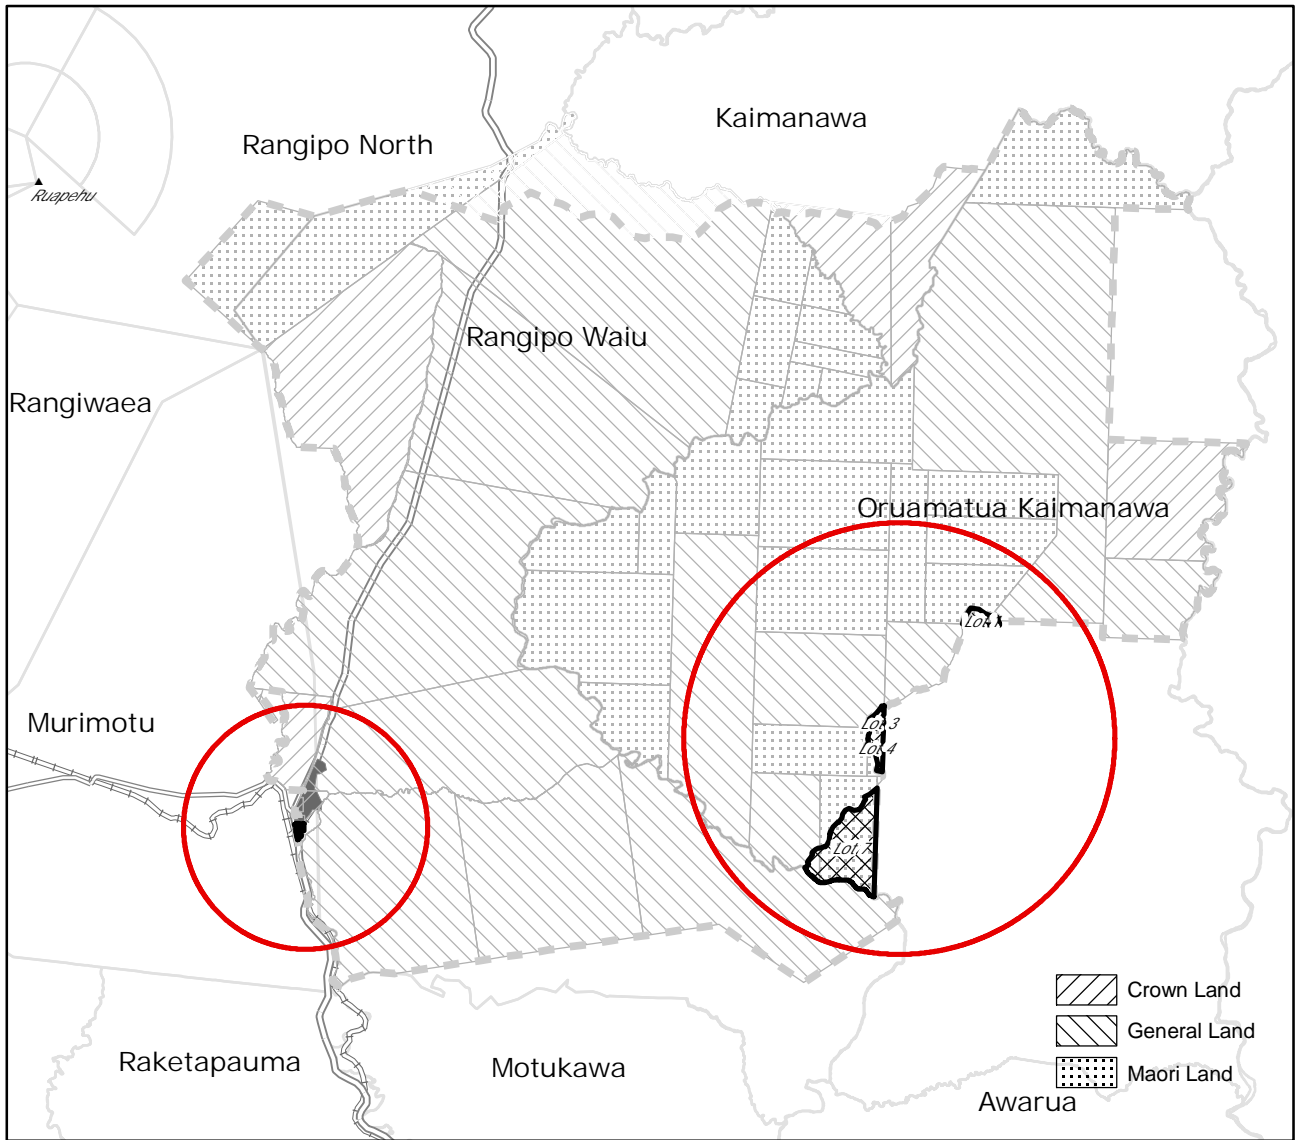 Kaimanawa
Rangipo North
Ruapehu
Rangipo Waiu
Rangiwaea
Oruamatua Kaimanawa
Murimotu
Lot 3
Lot 4
Lot 7
Crown Land
General Land
Maori Land
Raketapauma
Motukawa
Awarua